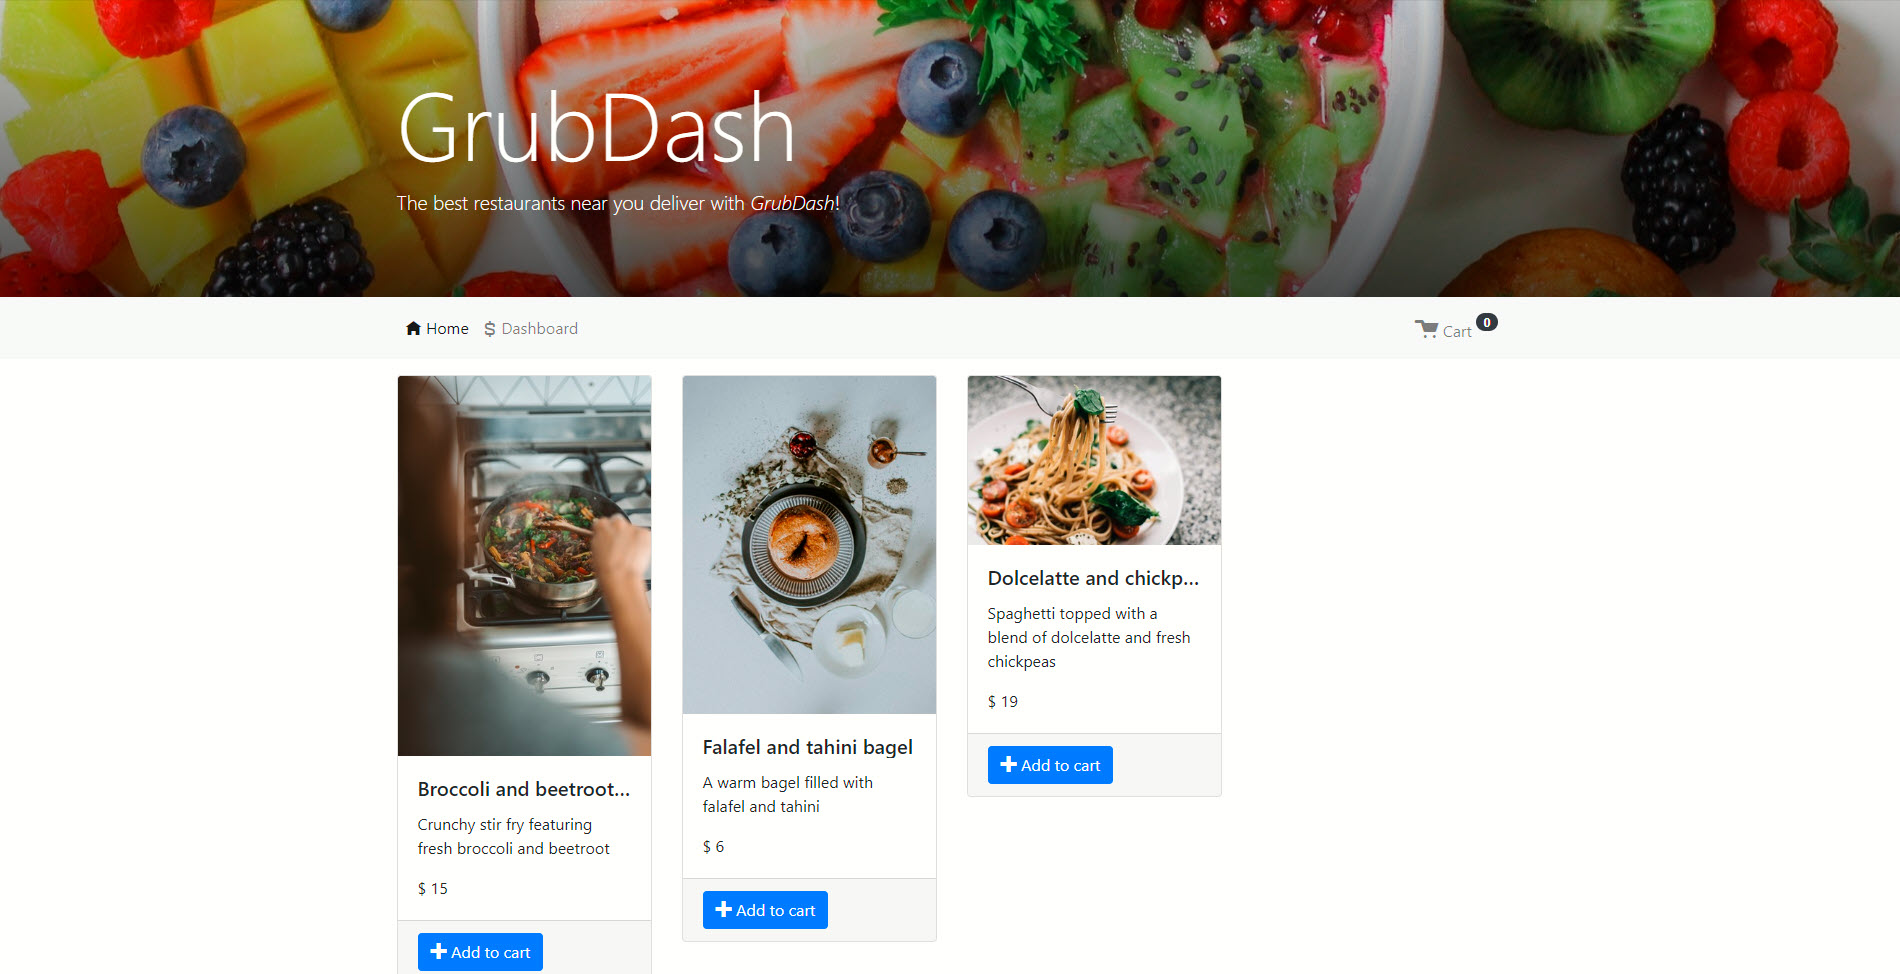 GrubDash
The best restaurants near you deliver with GrubDash!
Home $ Dashboard Cart 0
Broccoli and beetroot...
Crunchy stir fry featuring
fresh broccoli and beetroot
$ 15
Add to cart
Falafel and tahini bagel
A warm bagel filled with
falafel and tahini
$ 6
Add to cart
Dolcelatte and chickp...
Spaghetti topped with a
blend of dolcelatte and fresh
chickpeas
$ 19
Add to cart